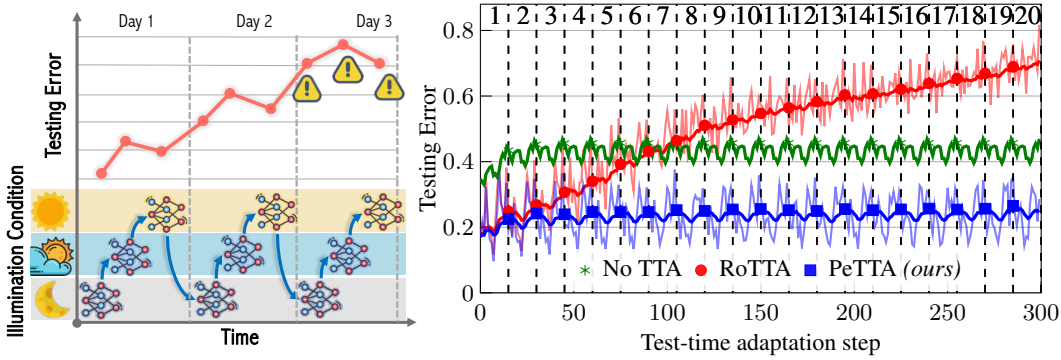 Day 1 Day 2 Day 3
Testing Error
Illumination Condition
Time
1 2 3 4 5 6 7 8 9 10 11 12 13 14 15 16 17 18 19 20
0.8
0.6
0.4
0.2
0
Testing Error
No TTA RoTTA PeTTA (ours)
0 50 100 150 200 250 300
Test-time adaptation step